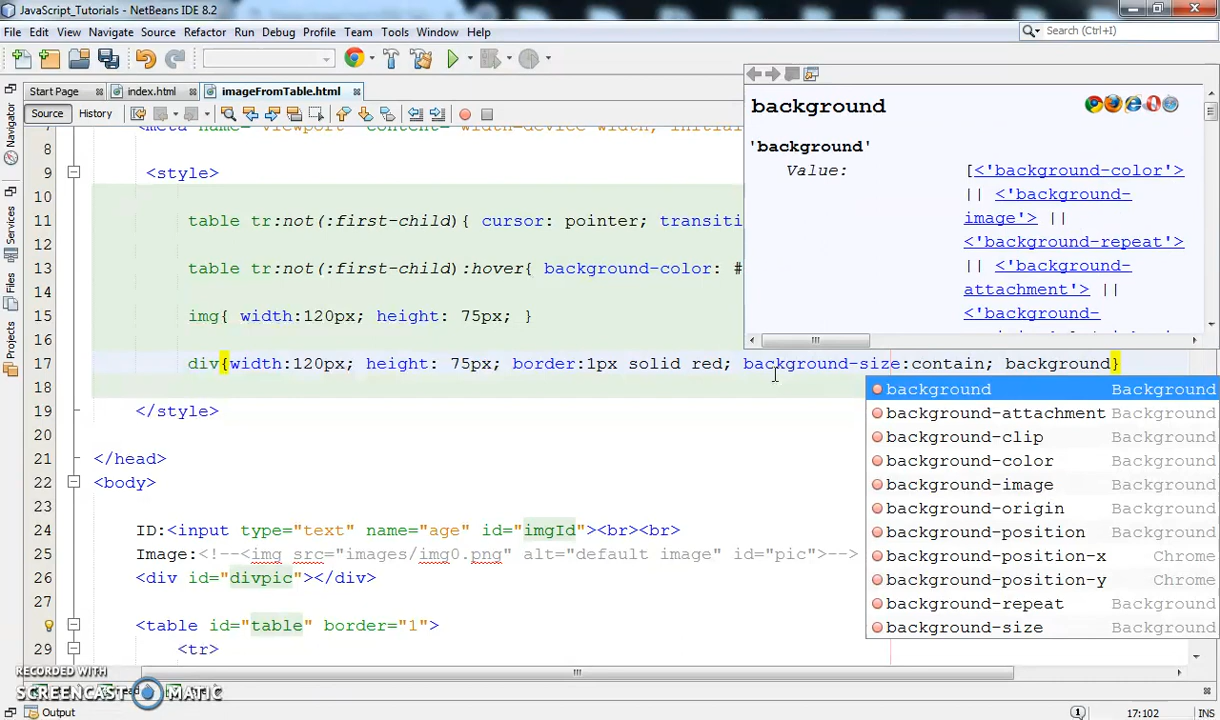 JavaScript_Tutorials - NetBeans IDE 8.2
File Edit View Navigate Source Refactor Run Debug Profile Team Tools Window Help
Search (Ctrl+I)
Start Page index.html imageFromTable.html
Source History
Navigator
Services
Files
Projects
8
9 <style>
10
11 table tr:not(:first-child){ cursor: pointer; transiti
12
13 table tr:not(:first-child):hover{ background-color: #
14
15 img{ width:120px; height: 75px; }
16
17 div{width:120px; height: 75px; border:1px solid red; background-size:contain; background}
18
19 </style>
20
21 </head>
22 <body>
23
24 ID:<input type="text" name="age" id="imgId"><br><br>
25 Image:<!--<img src="images/img0.png" alt="default image" id="pic">-->
26 <div id="divpic"></div>
27
<table id="table" border="1">
29 <tr>
background
'background'
Value: [<'background-color'>
|| <'background-
image'> ||
<'background-repeat'>
|| <'background-
attachment'> ||
<'background-
background Background
background-attachment Background
background-clip Background
background-color Background
background-image Background
background-origin Background
background-position Background
background-position-x Chrome
background-position-y Chrome
background-repeat Background
background-size Background
RECORDED WITH
SCREENCAST MATIC
Output
1 17:102 INS